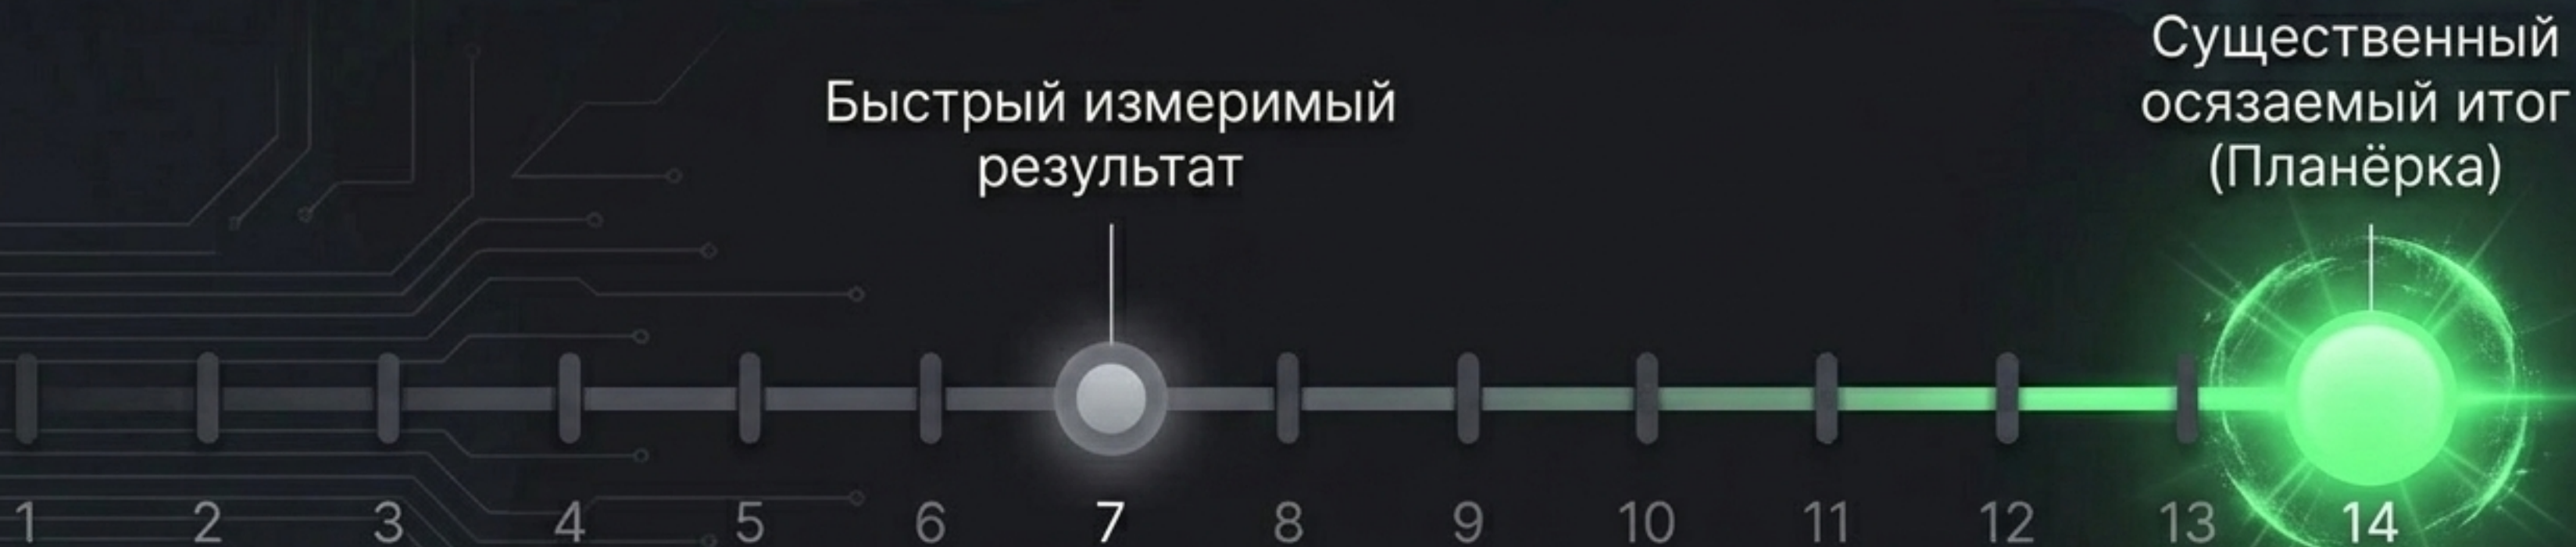 Существенный
осязаемый итог
(Планёрка)
Быстрый измеримый
результат
1 2 3 4 5 6 7 8 9 10 11 12 13 14